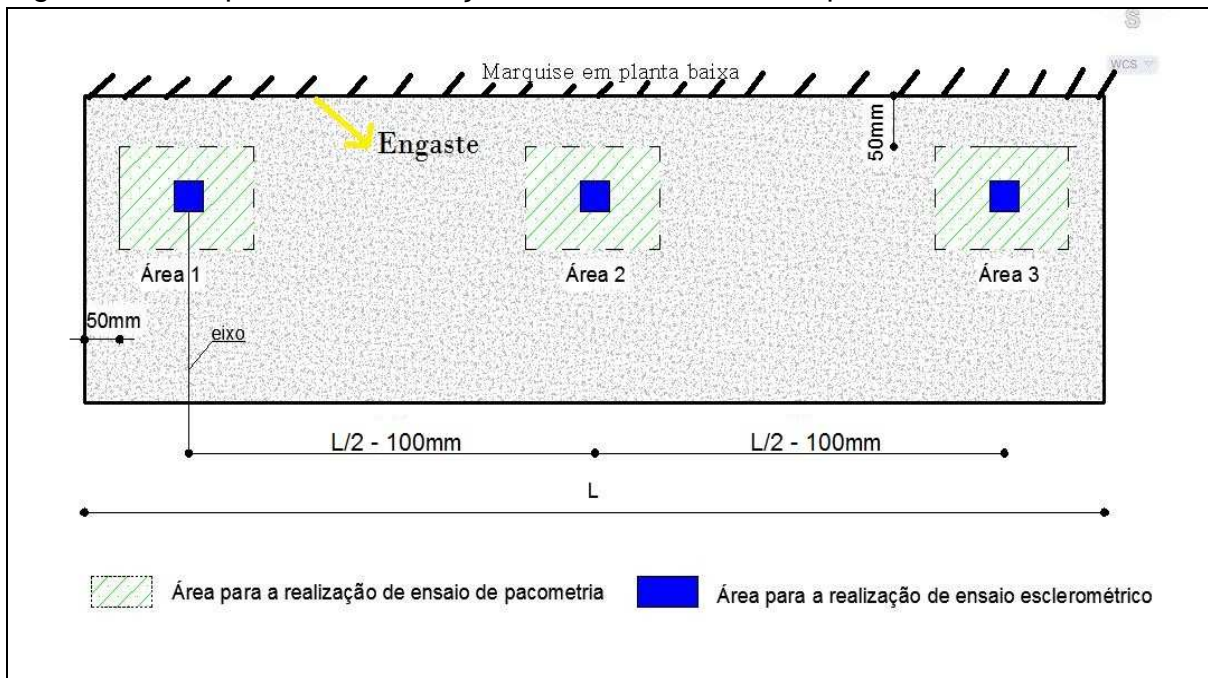 S
WCS
Marquise em planta baixa
Engaste
50mm
Área 1
Área 2
Área 3
50mm
eixo
L/2 - 100mm
L/2 - 100mm
L
Área para a realização de ensaio de pacometria
Área para a realização de ensaio esclerométrico